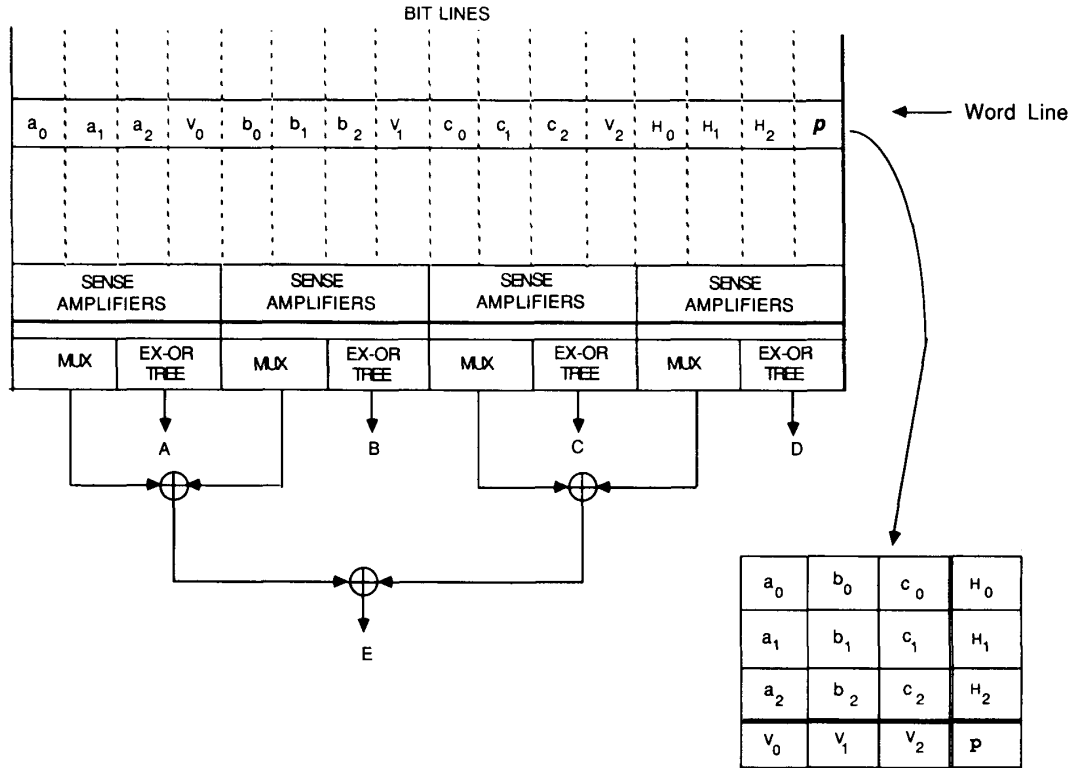 BIT LINES
a0 a1 a2 V0 b0 b1 b2 V1 c0 c1 c2 V2 H0 H1 H2 p
Word Line
SENSE AMPLIFIERS SENSE AMPLIFIERS SENSE AMPLIFIERS SENSE AMPLIFIERS
MUX EX-OR TREE MUX EX-OR TREE MUX EX-OR TREE MUX EX-OR TREE
A B C D
E
a0 b0 c0 H0
a1 b1 c1 H1
a2 b2 c2 H2
V0 V1 V2 p